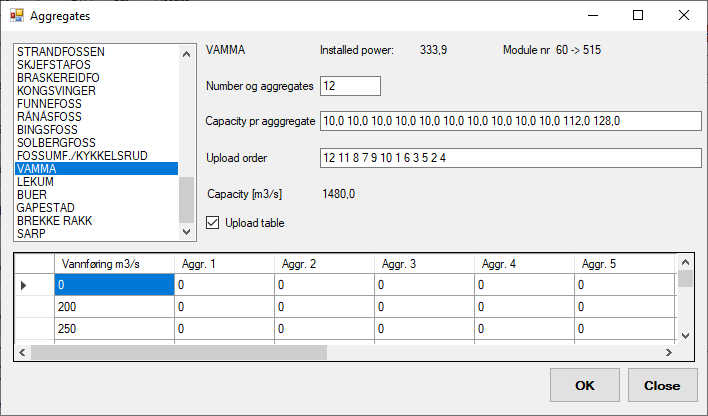 Aggregates
STRANDFOSSEN
SKJEFSTAFOS
BRASKEREIDFO
KONGSVINGER
FUNNEFOSS
RÅNÅSFOSS
BINGSFOSS
SOLBERGFOSS
FOSSUMF./KYKKELSRUD
VAMMA
LEKUM
BUER
GAPESTAD
BREKKE RAKK
SARP
VAMMA Installed power: 333,9 Module nr 60 -> 515
Number og aggregates 12
Capacity pr agggregate 10,0 10,0 10,0 10,0 10,0 10,0 10,0 10,0 10,0 10,0 112,0 128,0
Upload order 12 11 8 7 9 10 1 6 3 5 2 4
Capacity [m3/s] 1480,0
Upload table
Vannføring m3/s Aggr. 1 Aggr. 2 Aggr. 3 Aggr. 4 Aggr. 5
0 0 0 0 0 0
200 0 0 0 0 0
250 0 0 0 0 0
OK Close